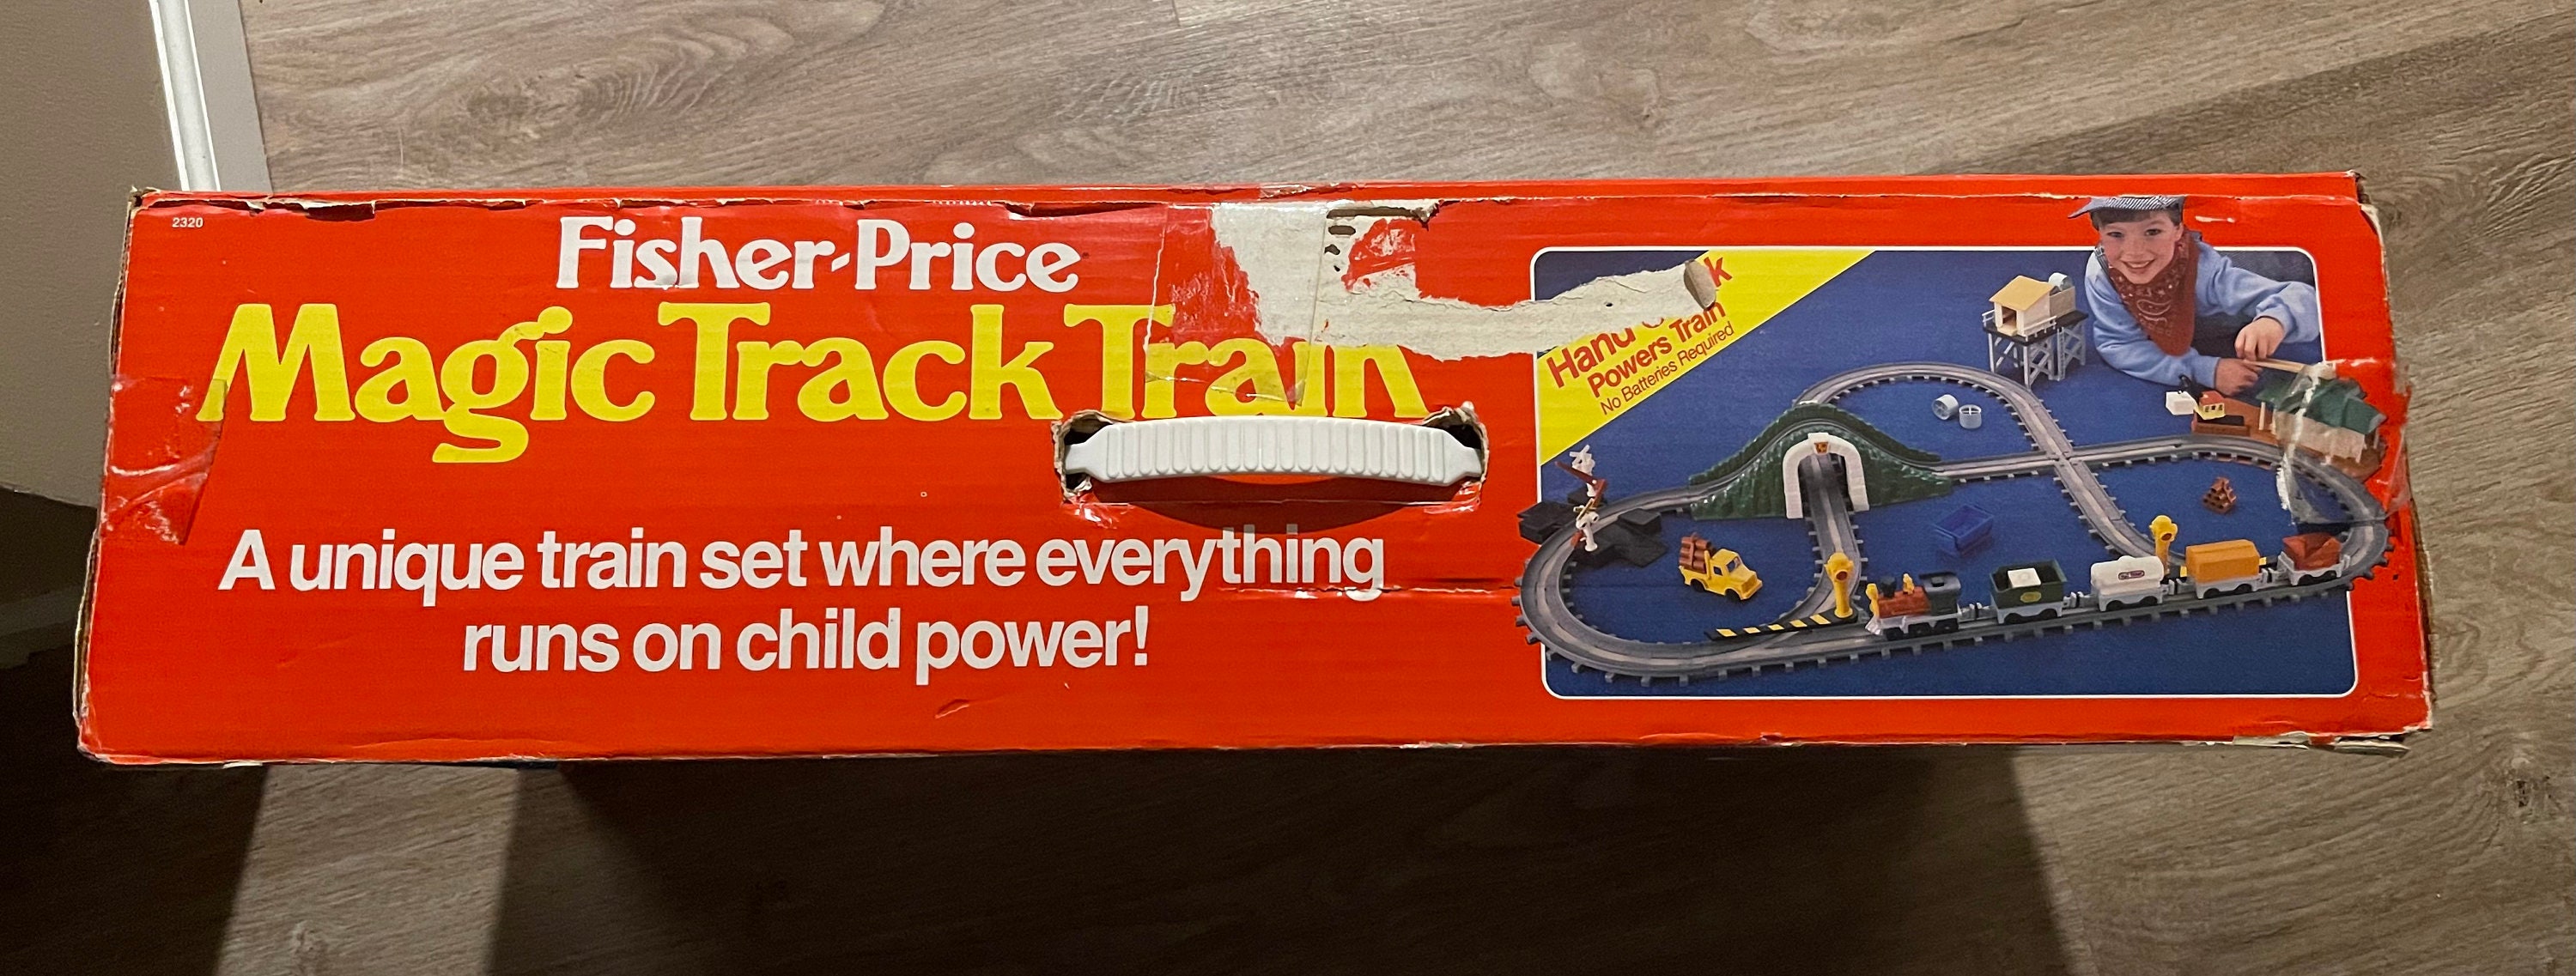 2320
Fisher-Price
Magic Track Train
A unique train set where everything
runs on child power!
Hand
Powers Train
No Batteries Required